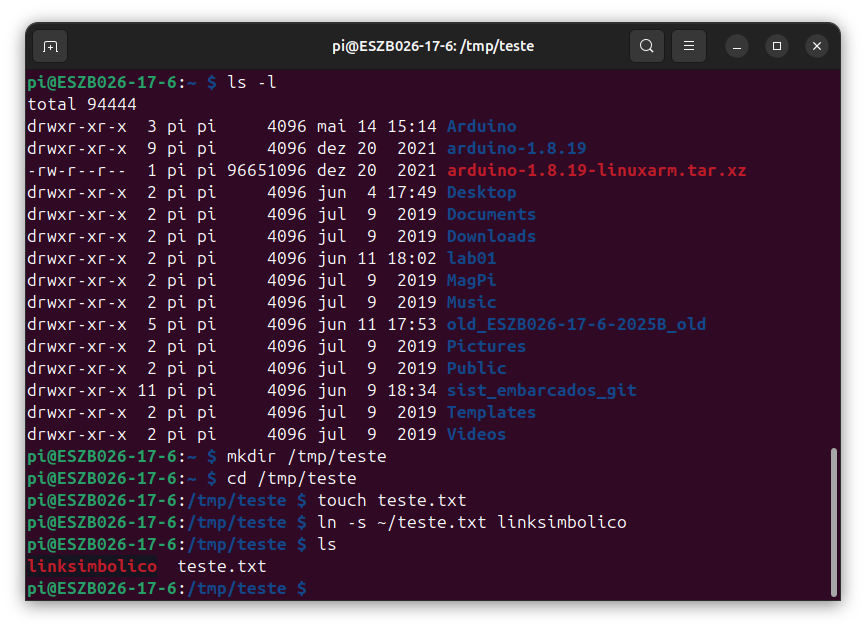 pi@ESZB026-17-6: /tmp/teste
pi@ESZB026-17-6:~ $ ls -l
total 94444
drwxr-xr-x  3 pi pi     4096 mai 14 15:14 Arduino
drwxr-xr-x  9 pi pi     4096 dez 20  2021 arduino-1.8.19
-rw-r--r--  1 pi pi 96651096 dez 20  2021 arduino-1.8.19-linuxarm.tar.xz
drwxr-xr-x  2 pi pi     4096 jun  4 17:49 Desktop
drwxr-xr-x  2 pi pi     4096 jul  9  2019 Documents
drwxr-xr-x  2 pi pi     4096 jul  9  2019 Downloads
drwxr-xr-x  2 pi pi     4096 jun 11 18:02 lab01
drwxr-xr-x  2 pi pi     4096 jul  9  2019 MagPi
drwxr-xr-x  2 pi pi     4096 jul  9  2019 Music
drwxr-xr-x  5 pi pi     4096 jun 11 17:53 old_ESZB026-17-6-2025B_old
drwxr-xr-x  2 pi pi     4096 jul  9  2019 Pictures
drwxr-xr-x  2 pi pi     4096 jul  9  2019 Public
drwxr-xr-x 11 pi pi     4096 jun  9 18:34 sist_embarcados_git
drwxr-xr-x  2 pi pi     4096 jul  9  2019 Templates
drwxr-xr-x  2 pi pi     4096 jul  9  2019 Videos
pi@ESZB026-17-6:~ $ mkdir /tmp/teste
pi@ESZB026-17-6:~ $ cd /tmp/teste
pi@ESZB026-17-6:/tmp/teste $ touch teste.txt
pi@ESZB026-17-6:/tmp/teste $ ln -s ~/teste.txt linksimbolico
pi@ESZB026-17-6:/tmp/teste $ ls
linksimbolico  teste.txt
pi@ESZB026-17-6:/tmp/teste $